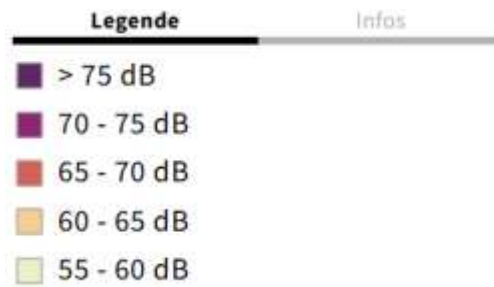 Legende Infos
> 75 dB
70 - 75 dB
65 - 70 dB
60 - 65 dB
55 - 60 dB